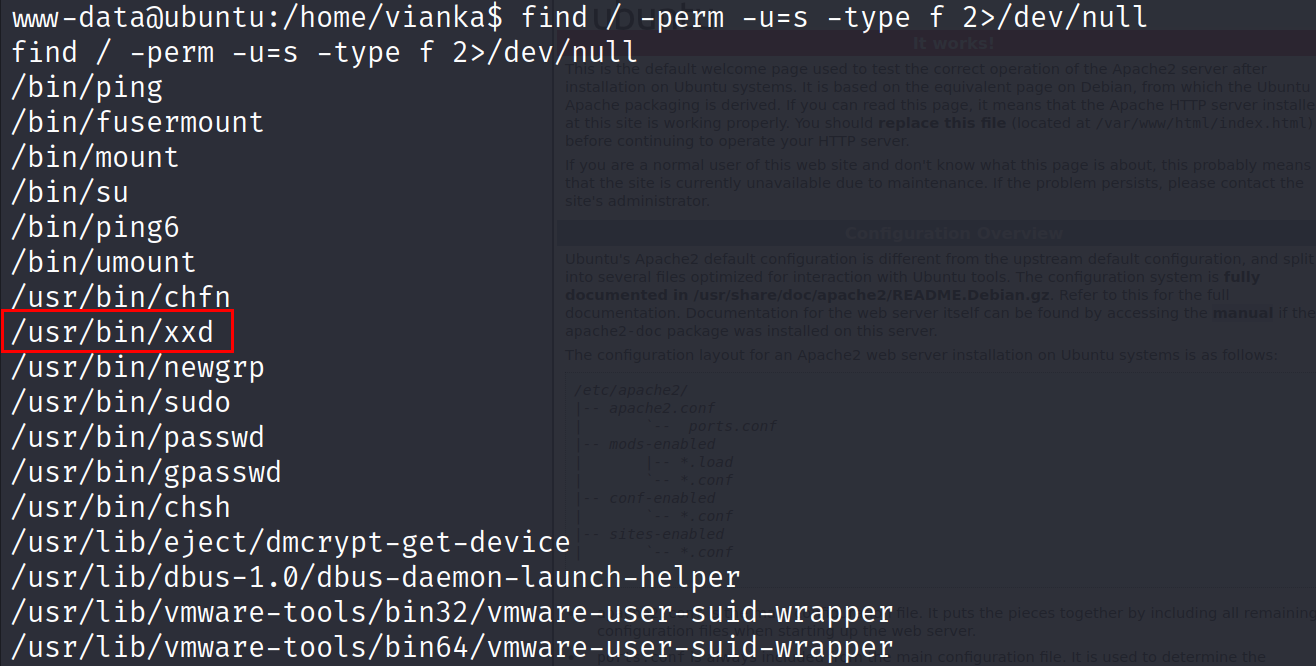 www-data@ubuntu:/home/vianka$ find / -perm -u=s -type f 2>/dev/null
find / -perm -u=s -type f 2>/dev/null
/bin/ping
/bin/fusermount
/bin/mount
/bin/su
/bin/ping6
/bin/umount
/usr/bin/chfn
/usr/bin/xxd
/usr/bin/newgrp
/usr/bin/sudo
/usr/bin/passwd
/usr/bin/gpasswd
/usr/bin/chsh
/usr/lib/eject/dmcrypt-get-device
/usr/lib/dbus-1.0/dbus-daemon-launch-helper
/usr/lib/vmware-tools/bin32/vmware-user-suid-wrapper
/usr/lib/vmware-tools/bin64/vmware-user-suid-wrapper
It works!
This is the default welcome page used to test the correct operation of the Apache2 server after
installation on Ubuntu systems. It is based on the equivalent page on Debian, from which the Ubuntu
Apache packaging is derived. If you can read this page, it means that the Apache HTTP server installe
at this site is working properly. You should replace this file (located at /var/www/html/index.html)
before continuing to operate your HTTP server.
If you are a normal user of this web site and don't know what this page is about, this probably means
that the site is currently unavailable due to maintenance. If the problem persists, please contact the
site's administrator.
Configuration Overview
Ubuntu's Apache2 default configuration is different from the upstream default configuration, and split
into several files optimized for interaction with Ubuntu tools. The configuration system is fully
documented in /usr/share/doc/apache2/README.Debian.gz. Refer to this for the full
documentation. Documentation for the web server itself can be found by accessing the manual if the
apache2-doc package was installed on this server.
The configuration layout for an Apache2 web server installation on Ubuntu systems is as follows:
/etc/apache2/
|-- apache2.conf
|       `--  ports.conf
|-- mods-enabled
|       |-- *.load
|       `-- *.conf
|-- conf-enabled
|       `-- *.conf
|-- sites-enabled
|       `-- *.conf
file. It puts the pieces together by including all remaining
configuration files when starting up the web server.
the main configuration file. It is used to determine the